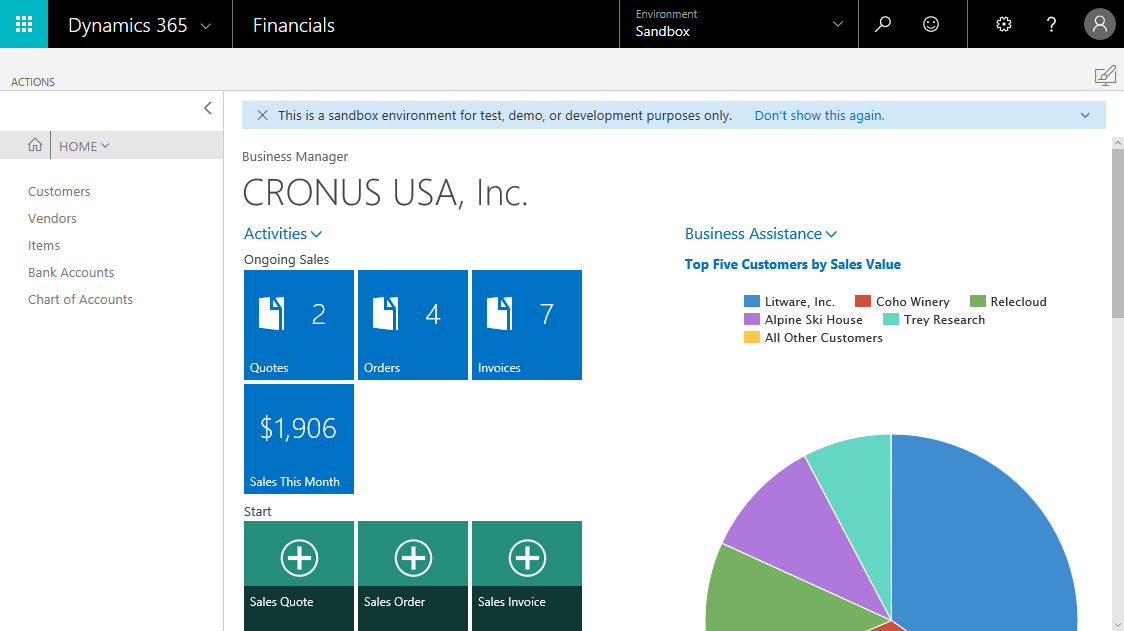 Dynamics 365
Financials
Environment
Sandbox
?
ACTIONS
This is a sandbox environment for test, demo, or development purposes only. Don't show this again.
HOME
Customers
Vendors
Items
Bank Accounts
Chart of Accounts
Business Manager
CRONUS USA, Inc.
Activities
Ongoing Sales
2
Quotes
4
Orders
7
Invoices
$1,906
Sales This Month
Start
Sales Quote
Sales Order
Sales Invoice
Business Assistance
Top Five Customers by Sales Value
Litware, Inc. Coho Winery Relecloud
Alpine Ski House Trey Research
All Other Customers